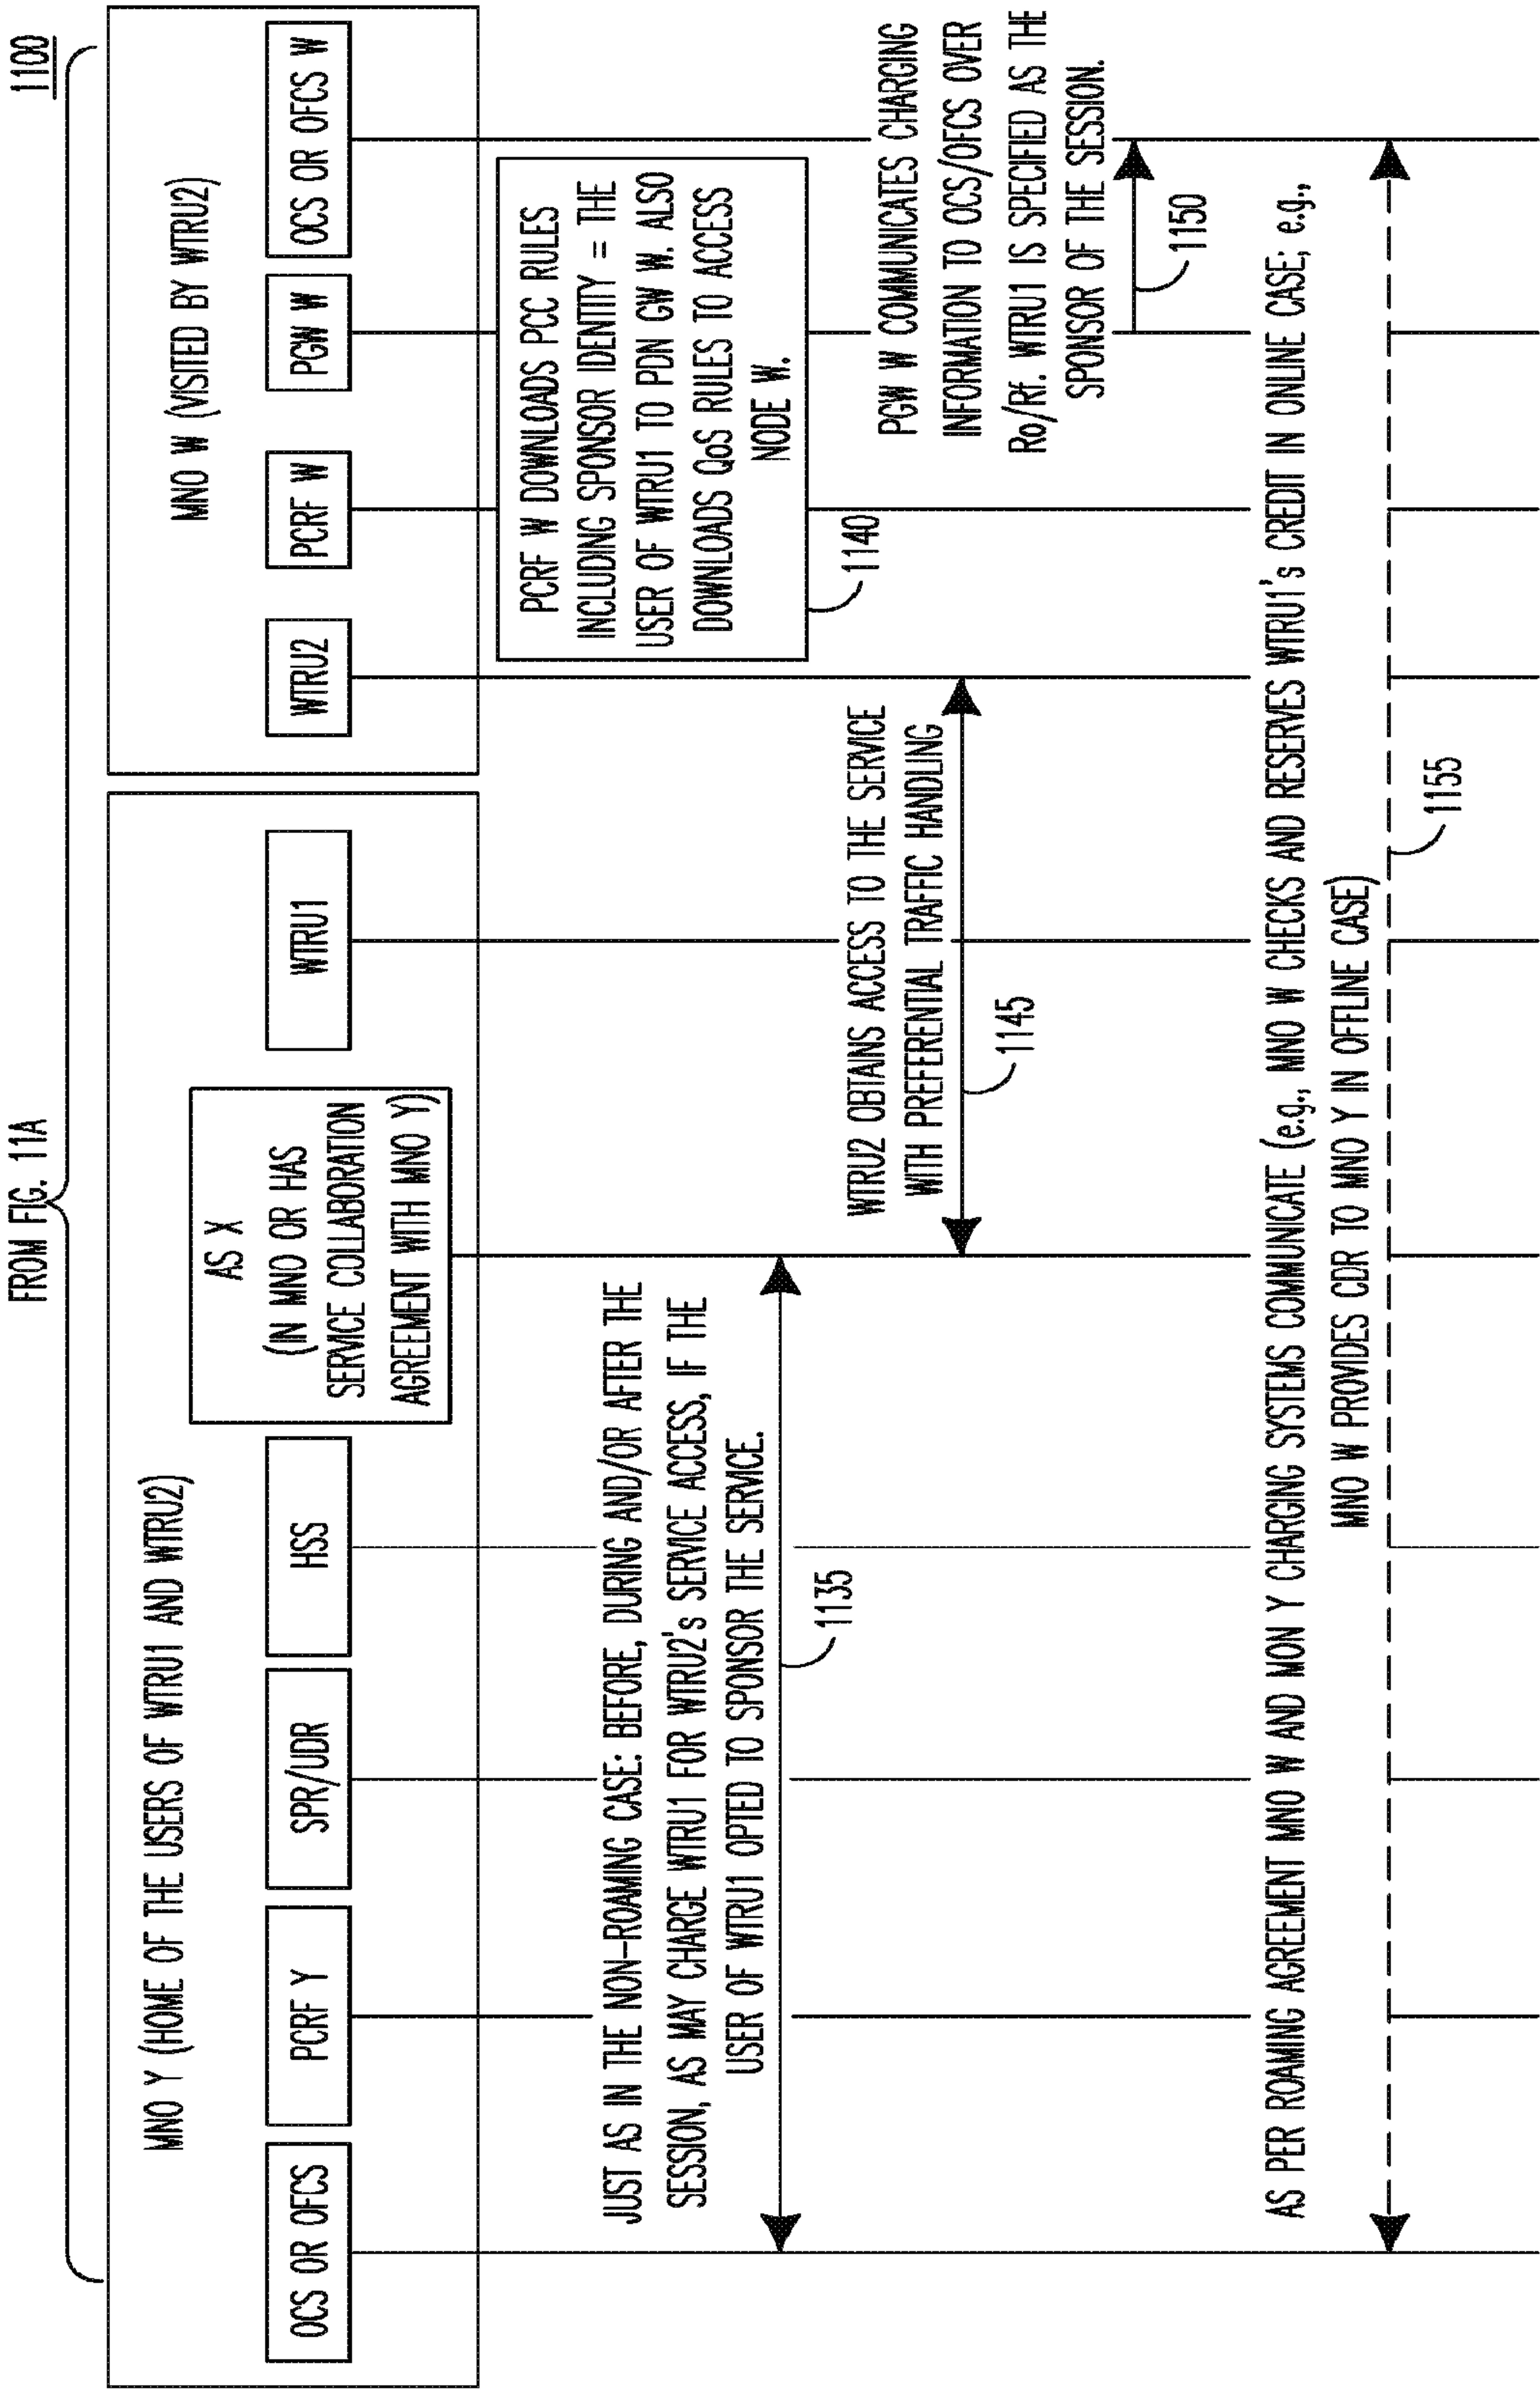 FROM FIG. 11A
1100
MNO Y (HOME OF THE USERS OF WTRU1 AND WTRU2)
OCS OR OFCS
PCRF Y
SPR/UDR
HSS
AS X
(IN MNO OR HAS
SERVICE COLLABORATION
AGREEMENT WITH MNO Y)
WTRU1
MNO W (VISITED BY WTRU2)
WTRU2
PCRF W
PGW W
OCS OR OFCS W
JUST AS IN THE NON-ROAMING CASE: BEFORE, DURING AND/OR AFTER THE
SESSION, AS MAY CHARGE WTRU1 FOR WTRU2's SERVICE ACCESS, IF THE
USER OF WTRU1 OPTED TO SPONSOR THE SERVICE.
1135
PCRF W DOWNLOADS PCC RULES
INCLUDING SPONSOR IDENTITY = THE
USER OF WTRU1 TO PDN GW W. ALSO
DOWNLOADS QoS RULES TO ACCESS
NODE W.
1140
WTRU2 OBTAINS ACCESS TO THE SERVICE
WITH PREFERENTIAL TRAFFIC HANDLING
1145
PGW W COMMUNICATES CHARGING
INFORMATION TO OCS/OFCS OVER
Ro/Rf. WTRU1 IS SPECIFIED AS THE
SPONSOR OF THE SESSION.
1150
AS PER ROAMING AGREEMENT MNO W AND MON Y CHARGING SYSTEMS COMMUNICATE (e.g., MNO W CHECKS AND RESERVES WTRU1's CREDIT IN ONLINE CASE; e.g.,
MNO W PROVIDES CDR TO MNO Y IN OFFLINE CASE)
1155